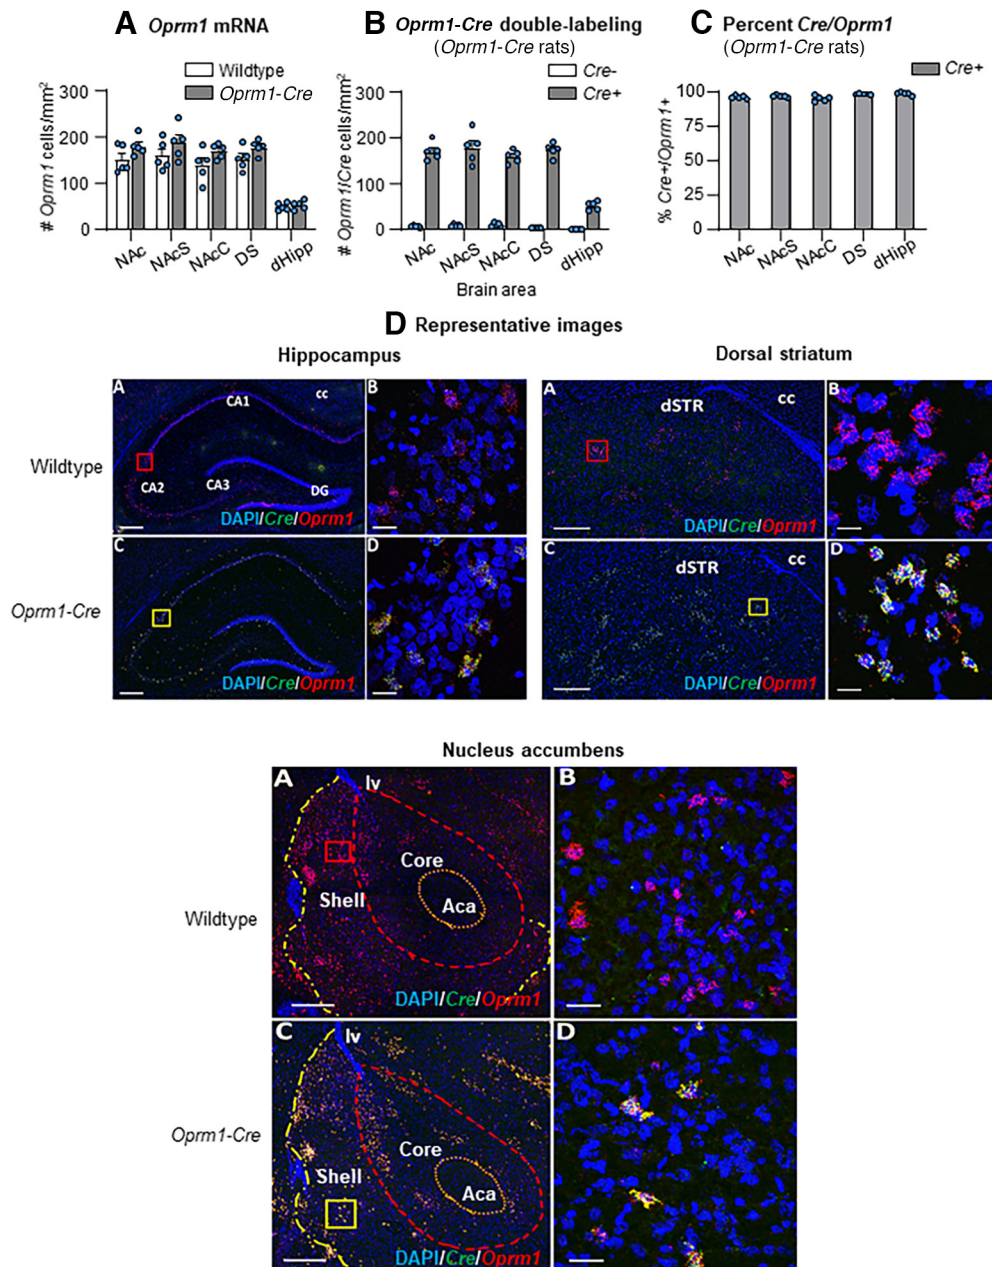 A Oprm1 mRNA
Wildtype
Oprm1-Cre
# Oprm1 cells/mm²
300
200
100
0
NAc NAcS NAcC DS dHipp
B Oprm1-Cre double-labeling
(Oprm1-Cre rats)
Cre-
Cre+
# Oprm1/Cre cells/mm²
300
200
100
0
NAc NAcS NAcC DS dHipp
Brain area
C Percent Cre/Oprm1
(Oprm1-Cre rats)
Cre+
% Cre+/Oprm1+
100
75
50
25
0
NAc NAcS NAcC DS dHipp
D Representative images
Hippocampus
Dorsal striatum
Wildtype
A
CA1
cc
CA2
CA3
DG
DAPI/Cre/Oprm1
B
A
dSTR
cc
DAPI/Cre/Oprm1
B
Oprm1-Cre
C
DAPI/Cre/Oprm1
D
C
dSTR
cc
DAPI/Cre/Oprm1
D
Nucleus accumbens
Wildtype
A
lv
Core
Shell
Aca
DAPI/Cre/Oprm1
B
Oprm1-Cre
C
lv
Core
Shell
Aca
DAPI/Cre/Oprm1
D